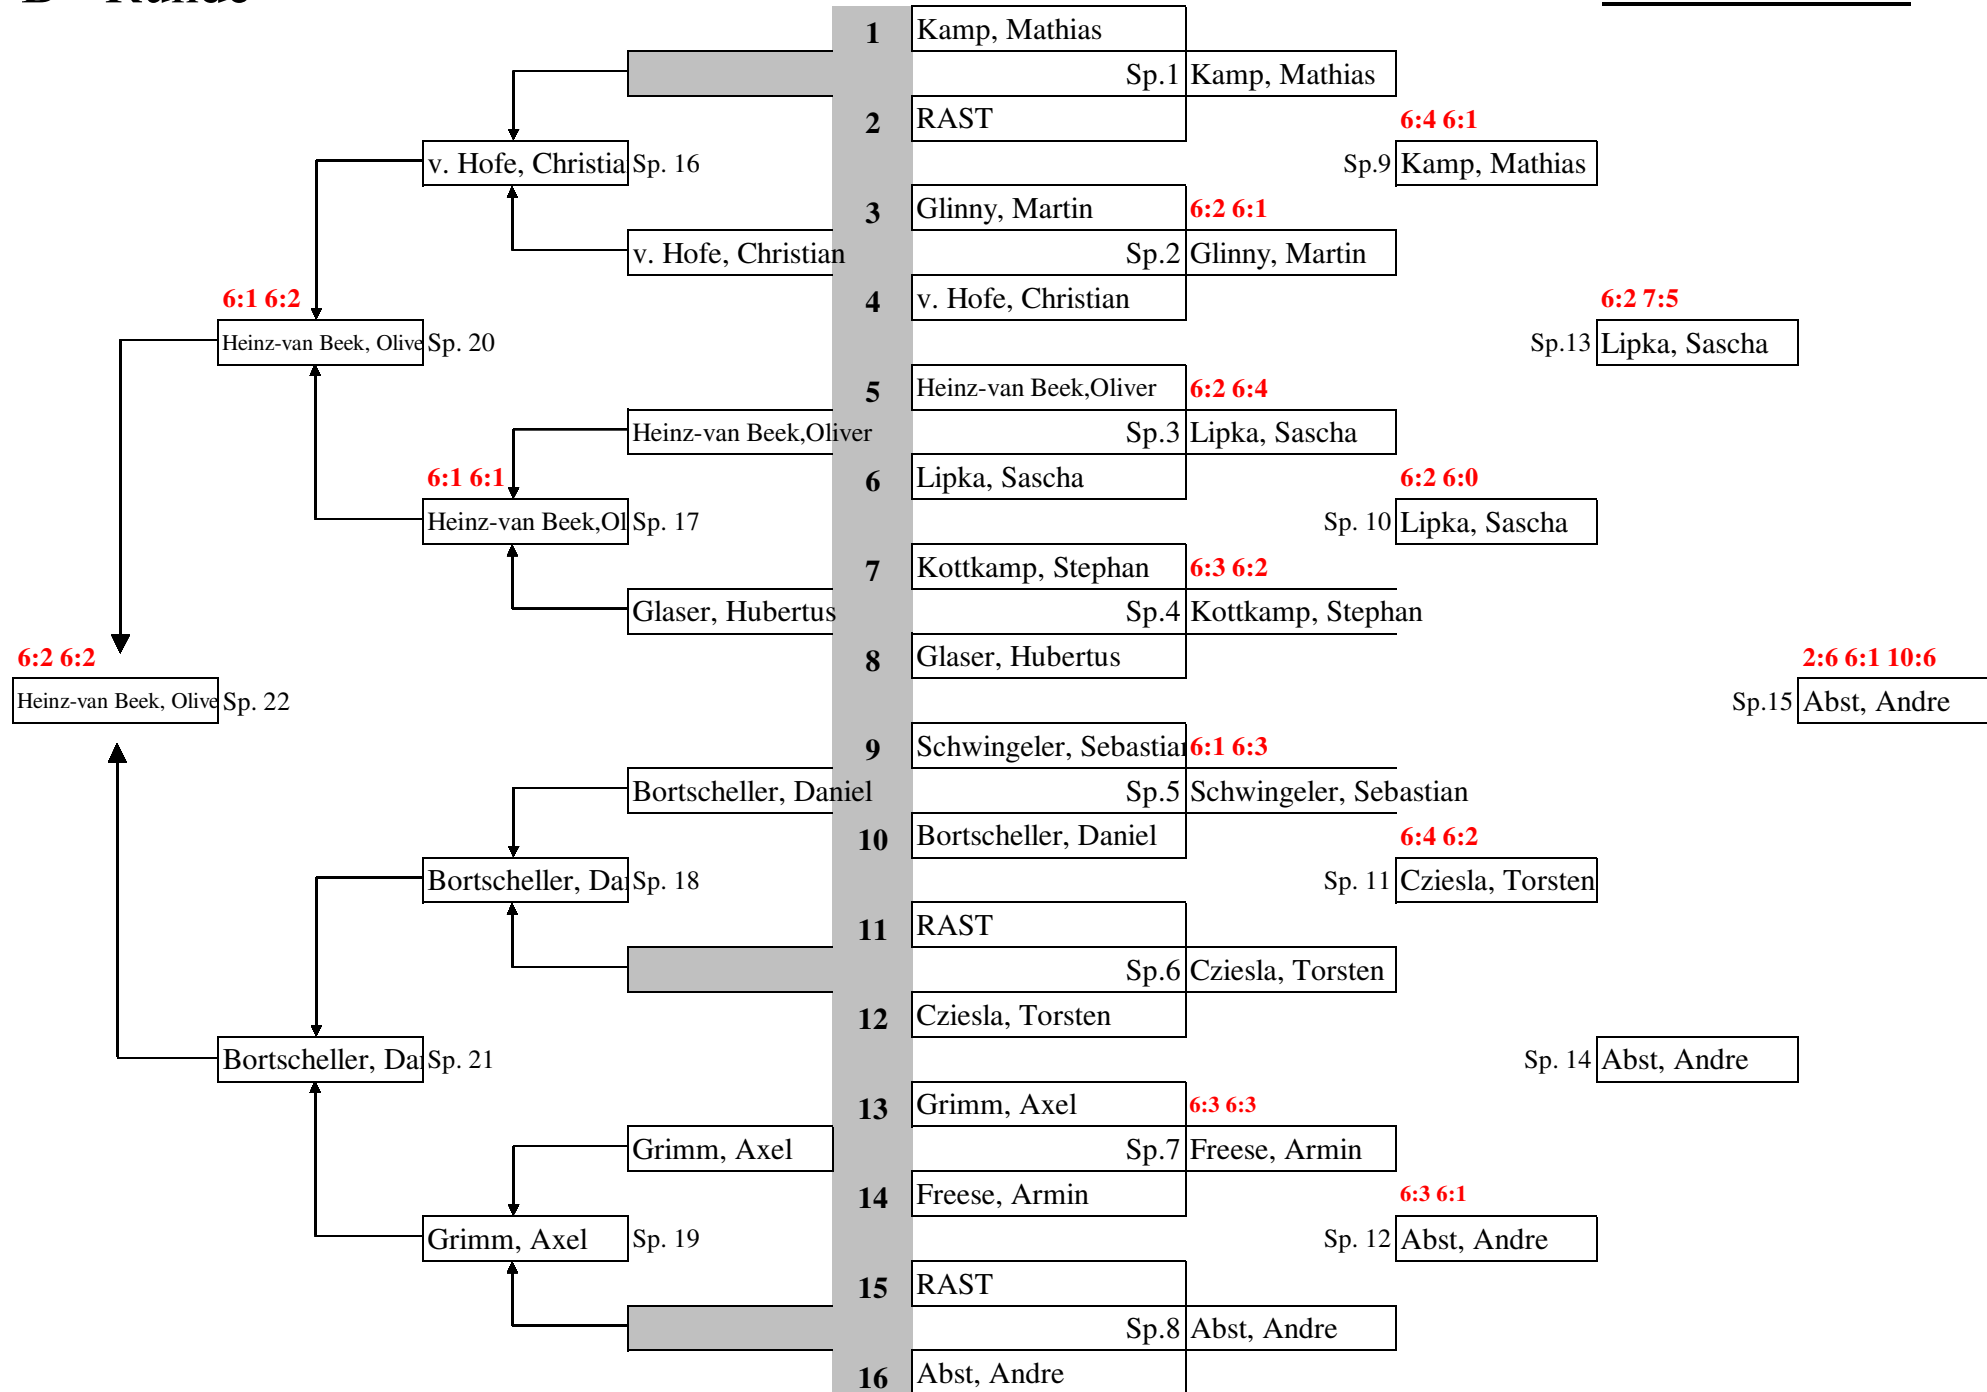 1 Kamp, Mathias
Sp.1 Kamp, Mathias
2 RAST 6:4 6:1
v. Hofe, Christia Sp. 16 Sp.9 Kamp, Mathias
3 Glinny, Martin 6:2 6:1
v. Hofe, Christian Sp.2 Glinny, Martin
6:1 6:2 4 v. Hofe, Christian 6:2 7:5
Heinz-van Beek, Olive Sp. 20 Sp.13 Lipka, Sascha
5 Heinz-van Beek,Oliver 6:2 6:4
Heinz-van Beek,Oliver Sp.3 Lipka, Sascha
6:1 6:1 6 Lipka, Sascha 6:2 6:0
Heinz-van Beek,Ol Sp. 17 Sp. 10 Lipka, Sascha
7 Kottkamp, Stephan 6:3 6:2
Glaser, Hubertus Sp.4 Kottkamp, Stephan
6:2 6:2 8 Glaser, Hubertus 2:6 6:1 10:6
Heinz-van Beek, Olive Sp. 22 Sp.15 Abst, Andre
9 Schwingeler, Sebastian 6:1 6:3
Bortscheller, Daniel Sp.5 Schwingeler, Sebastian
10 Bortscheller, Daniel 6:4 6:2
Bortscheller, Da Sp. 18 Sp. 11 Cziesla, Torsten
11 RAST
Sp.6 Cziesla, Torsten
12 Cziesla, Torsten
Bortscheller, Da Sp. 21 Sp. 14 Abst, Andre
13 Grimm, Axel 6:3 6:3
Grimm, Axel Sp.7 Freese, Armin
14 Freese, Armin 6:3 6:1
Grimm, Axel Sp. 19 Sp. 12 Abst, Andre
15 RAST
Sp.8 Abst, Andre
16 Abst, Andre